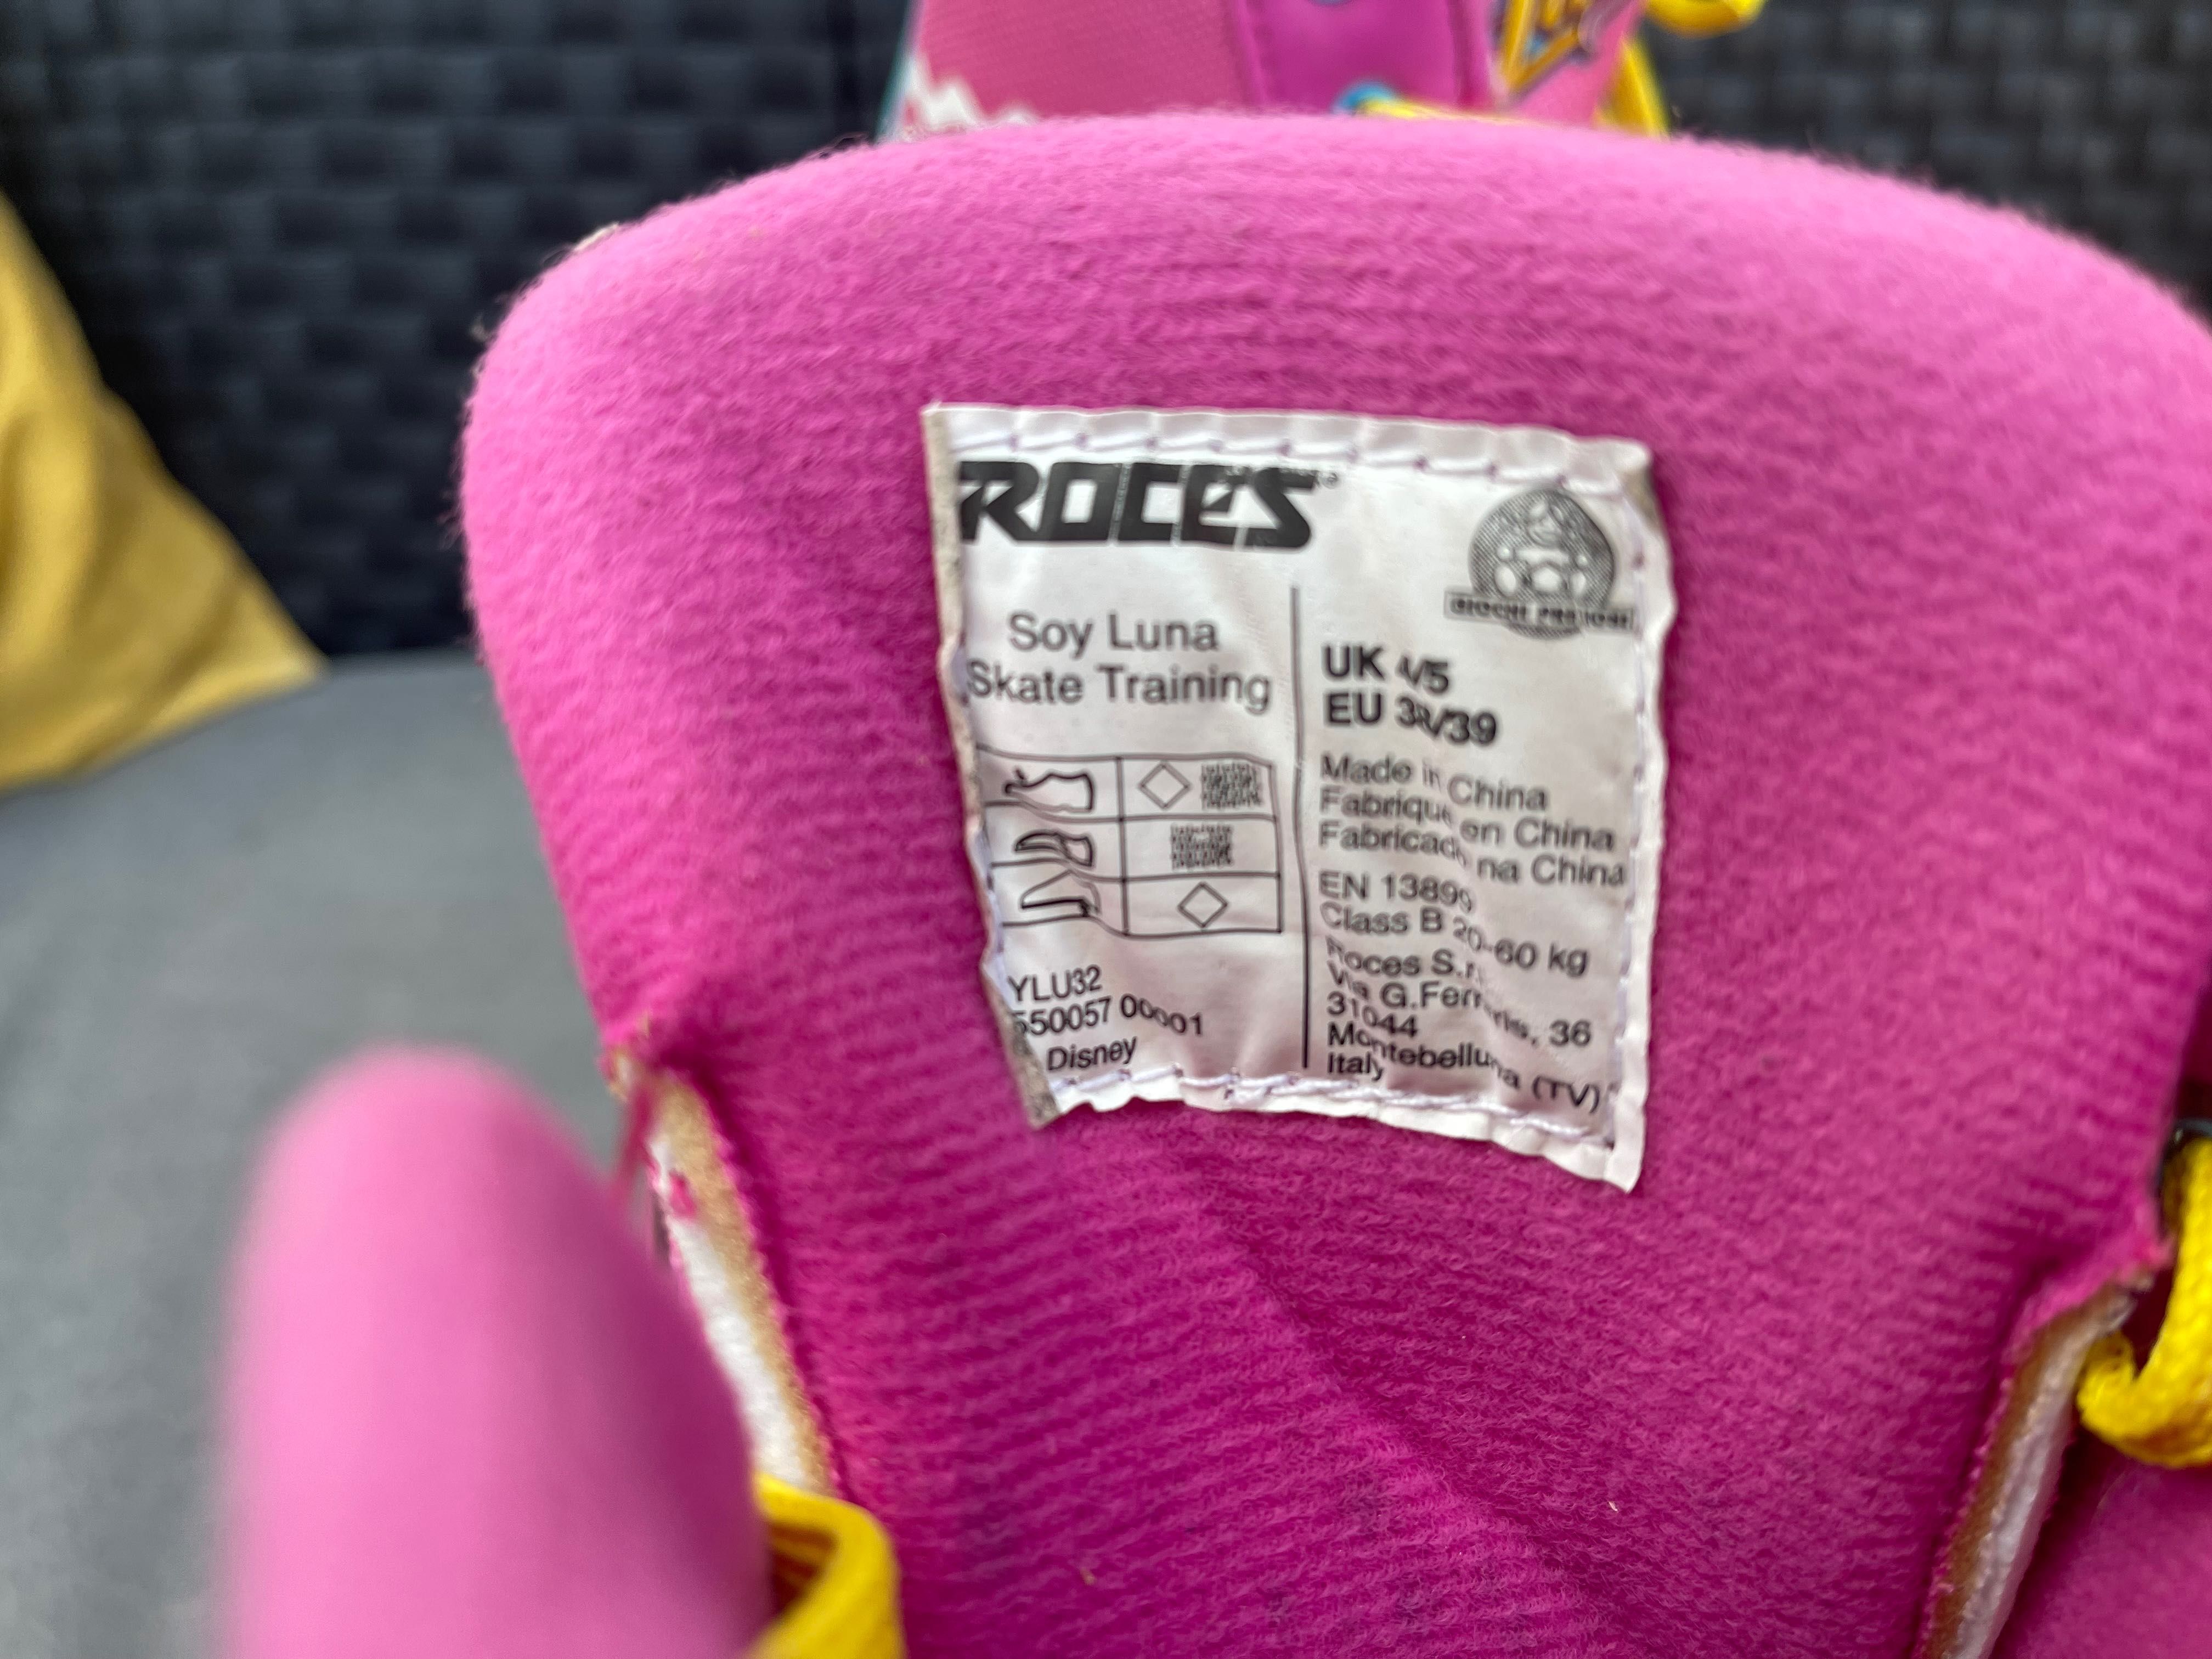 ROCES
GIOCHI PREZIOSI
Soy Luna
Skate Training
YLU32
550057 00001
Disney
UK 4/5
EU 38/39
Made in China
Fabriqué en China
Fabricado na China
EN 13899
Class B 20-60 kg
Roces S.r.l.
Via G.Ferraris, 36
31044
Montebelluna (TV)
Italy